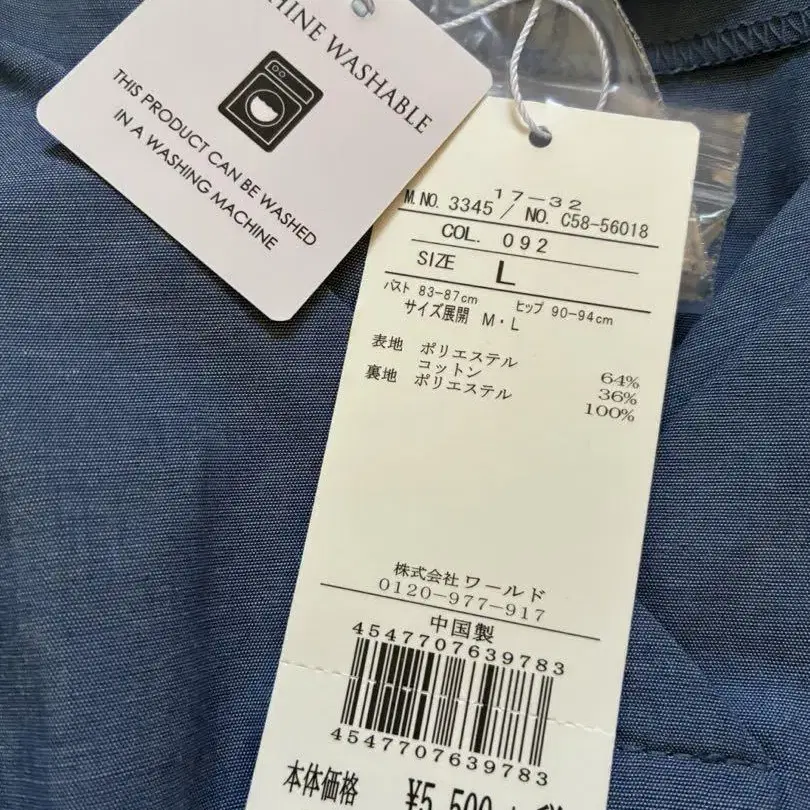 WASHABLE
THIS PRODUCT CAN BE WASHED
IN A WASHING MACHINE
17-32
M.NO. 3345 / NO. C58-56018
COL. 092
SIZE L
バスト 83-87cm ヒップ 90-94cm
サイズ展開 M・L
表地 ポリエステル 64%
コットン 36%
裏地 ポリエステル 100%
株式会社ワールド
0120-977-917
中国製
4547707639783
4547707639783
本体価格 ¥5,500